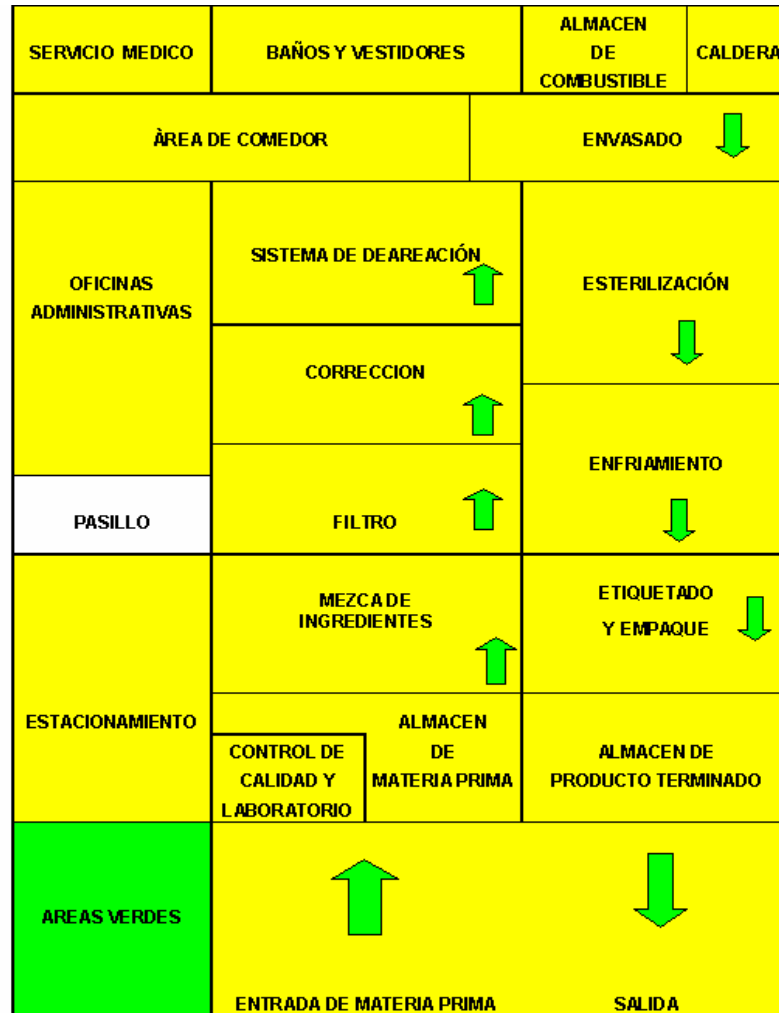 SERVICIO MEDICO
BAÑOS Y VESTIDORES
ALMACEN
DE
COMBUSTIBLE
CALDERA
ÀREA DE COMEDOR
ENVASADO
OFICINAS
ADMINISTRATIVAS
SISTEMA DE DEAREACIÓN
ESTERILIZACIÓN
CORRECCION
ENFRIAMIENTO
PASILLO
FILTRO
MEZCA DE
INGREDIENTES
ETIQUETADO
Y EMPAQUE
ESTACIONAMIENTO
CONTROL DE
CALIDAD Y
LABORATORIO
ALMACEN
DE
MATERIA PRIMA
ALMACEN DE
PRODUCTO TERMINADO
AREAS VERDES
ENTRADA DE MATERIA PRIMA
SALIDA